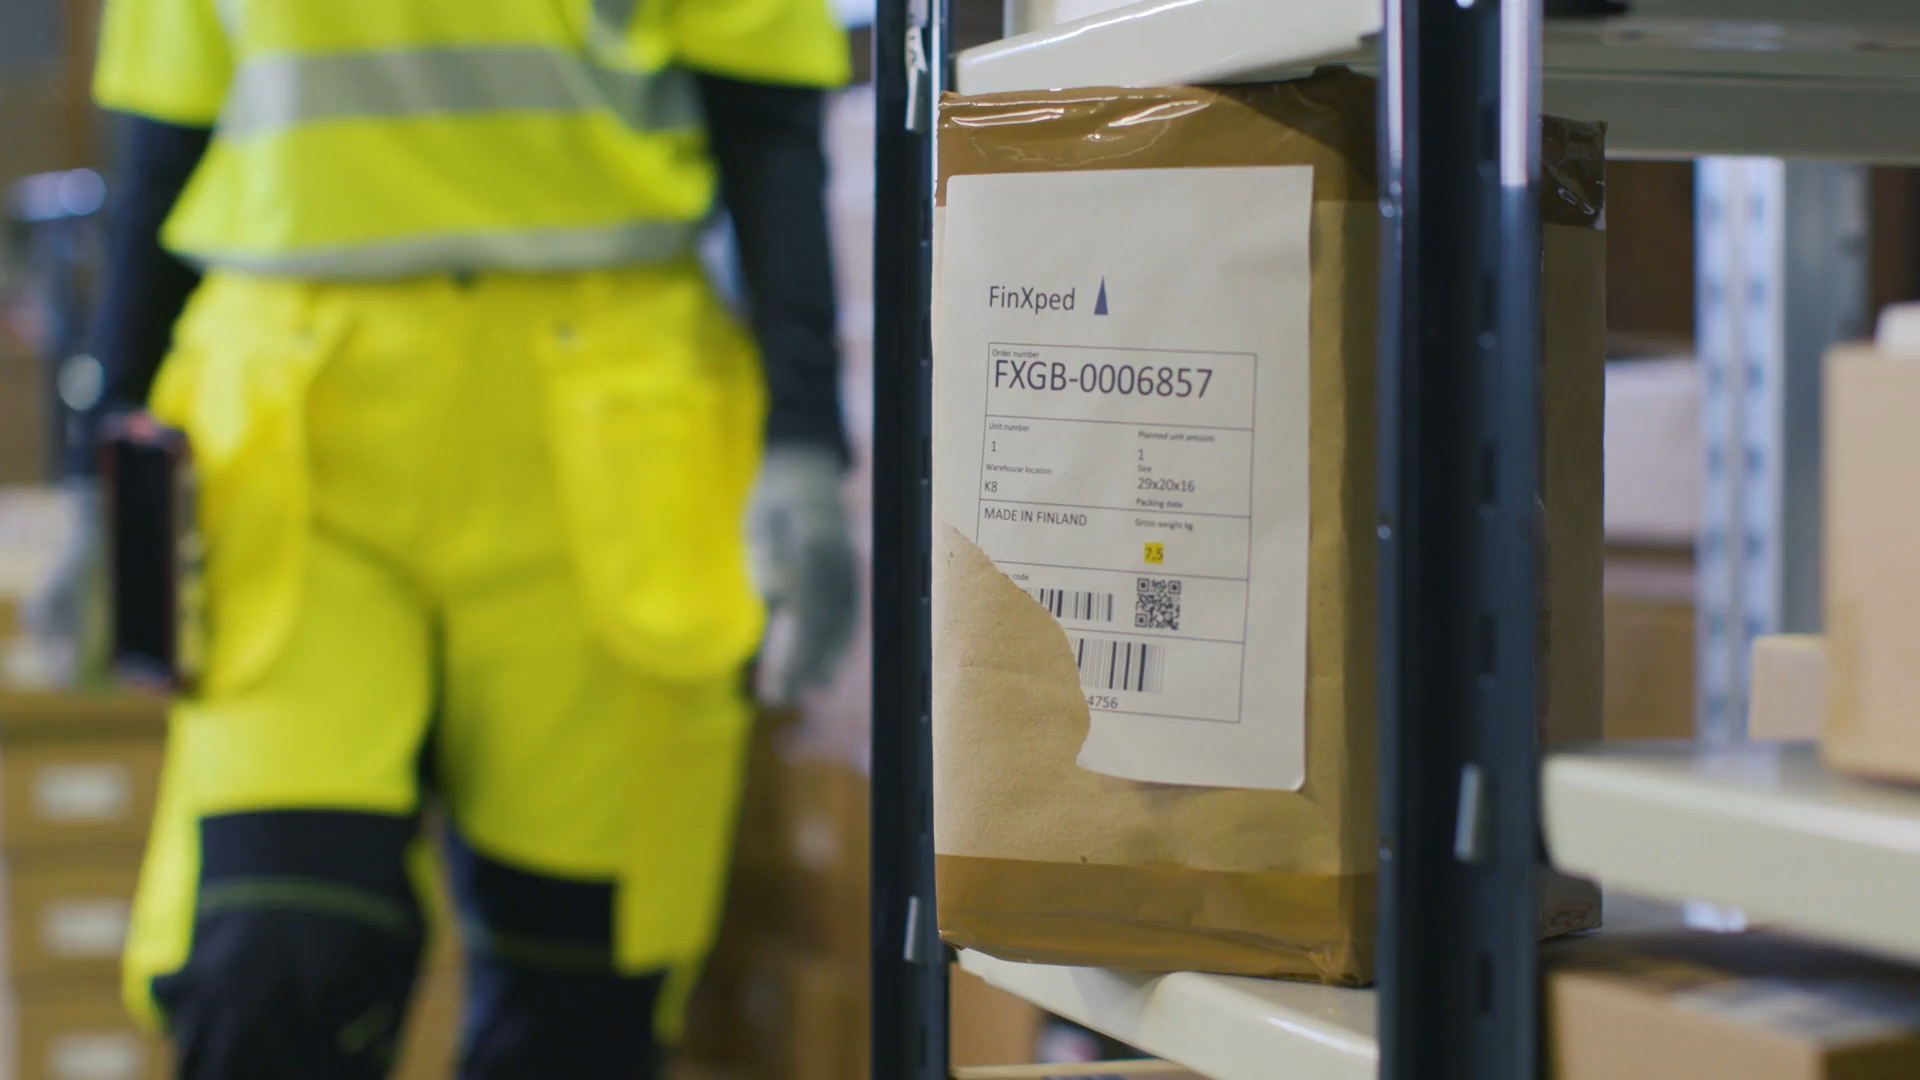 FinXped
Order number
FXGB-0006857
Unit number
1
Planned unit amount
1
Warehouse location
K8
Size
29x20x16
Packing date
MADE IN FINLAND
Gross weight kg
7,5
code
4756